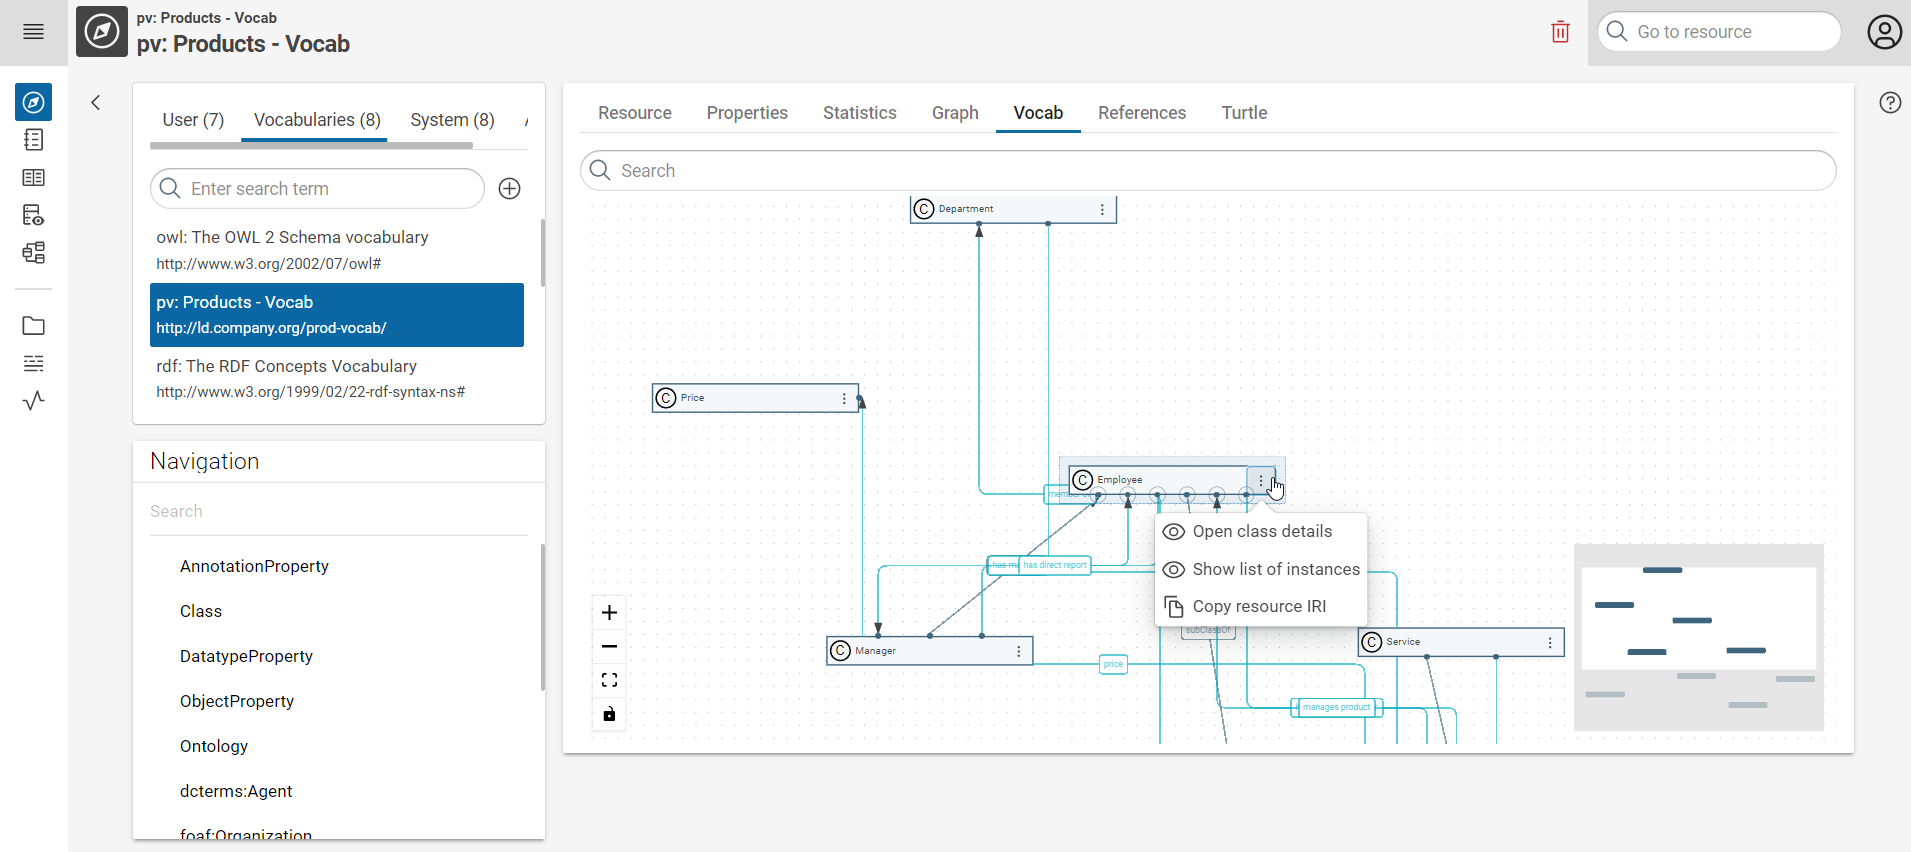 pv: Products - Vocab
pv: Products - Vocab
Go to resource
User (7)
Vocabularies (8)
System (8)
Enter search term
owl: The OWL 2 Schema vocabulary
http://www.w3.org/2002/07/owl#
pv: Products - Vocab
http://ld.company.org/prod-vocab/
rdf: The RDF Concepts Vocabulary
http://www.w3.org/1999/02/22-rdf-syntax-ns#
Navigation
Search
AnnotationProperty
Class
DatatypeProperty
ObjectProperty
Ontology
dcterms:Agent
foaf:Organization
Resource
Properties
Statistics
Graph
Vocab
References
Turtle
Search
C Department
C Price
C Employee
has direct report
Open class details
Show list of instances
Copy resource IRI
subClassOf
C Manager
C Service
price
manages product